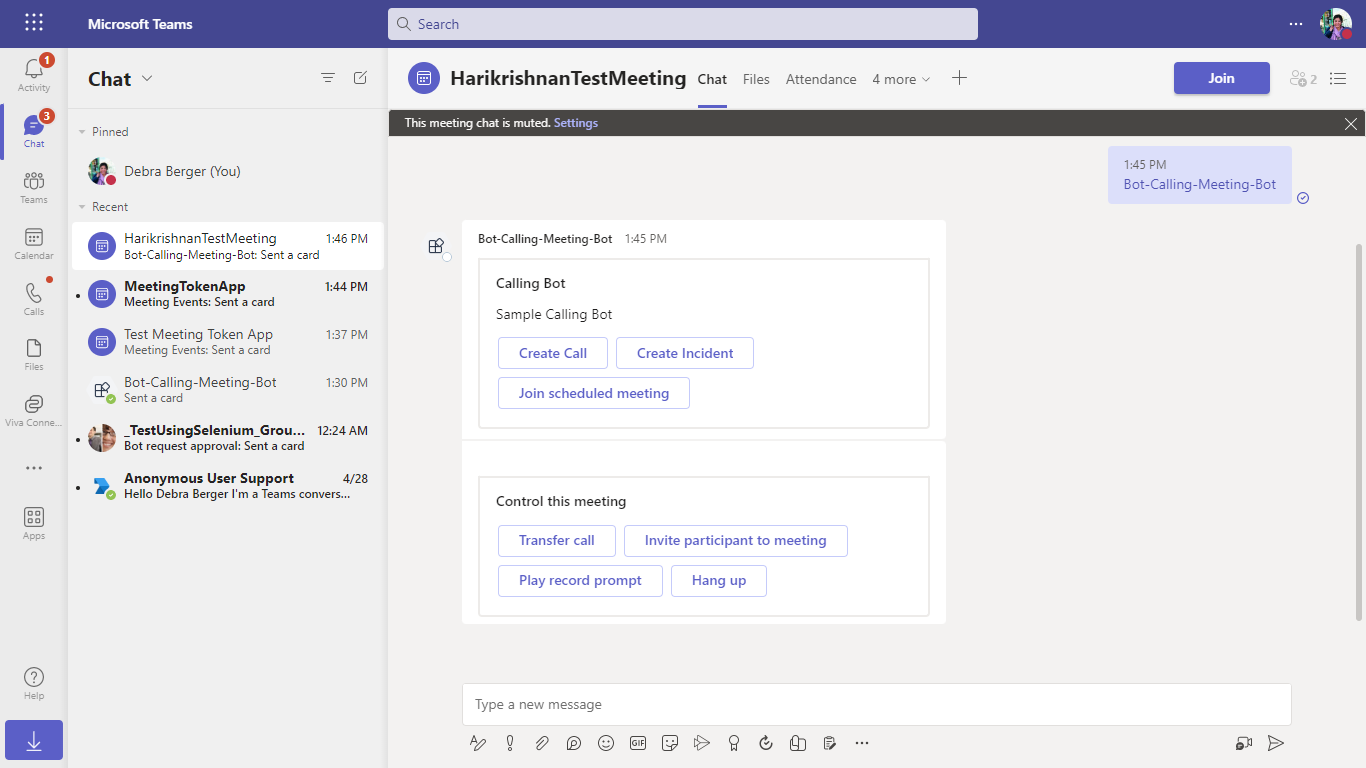 Microsoft Teams
Search
1
Activity
3
Chat
Teams
Calendar
Calls
Files
Viva Conne...
Apps
Help
Chat
Pinned
Debra Berger (You)
Recent
HarikrishnanTestMeeting 1:46 PM
Bot-Calling-Meeting-Bot: Sent a card
MeetingTokenApp 1:44 PM
Meeting Events: Sent a card
Test Meeting Token App 1:37 PM
Meeting Events: Sent a card
Bot-Calling-Meeting-Bot 1:30 PM
Sent a card
_TestUsingSelenium_Grou... 12:24 AM
Bot request approval: Sent a card
Anonymous User Support 4/28
Hello Debra Berger I'm a Teams convers...
HarikrishnanTestMeeting Chat Files Attendance 4 more Join 2
This meeting chat is muted. Settings
1:45 PM
Bot-Calling-Meeting-Bot
Bot-Calling-Meeting-Bot 1:45 PM
Calling Bot
Sample Calling Bot
Create Call Create Incident
Join scheduled meeting
Control this meeting
Transfer call Invite participant to meeting
Play record prompt Hang up
Type a new message
GIF